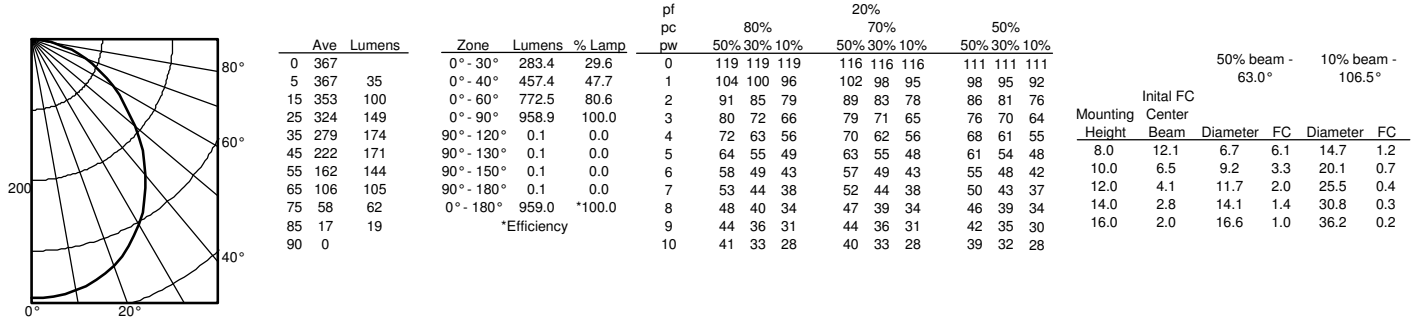 80°
60°
200
40°
0° 20°
Ave Lumens
0 367
5 367 35
15 353 100
25 324 149
35 279 174
45 222 171
55 162 144
65 106 105
75 58 62
85 17 19
90 0
Zone Lumens % Lamp
0° - 30° 283.4 29.6
0° - 40° 457.4 47.7
0° - 60° 772.5 80.6
0° - 90° 958.9 100.0
90° - 120° 0.1 0.0
90° - 130° 0.1 0.0
90° - 150° 0.1 0.0
90° - 180° 0.1 0.0
0° - 180° 959.0 *100.0
*Efficiency
pf 20%
pc 80% 70% 50%
pw 50% 30% 10% 50% 30% 10% 50% 30% 10%
0 119 119 119 116 116 116 111 111 111
1 104 100 96 102 98 95 98 95 92
2 91 85 79 89 83 78 86 81 76
3 80 72 66 79 71 65 76 70 64
4 72 63 56 70 62 56 68 61 55
5 64 55 49 63 55 48 61 54 48
6 58 49 43 57 49 43 55 48 42
7 53 44 38 52 44 38 50 43 37
8 48 40 34 47 39 34 46 39 34
9 44 36 31 44 36 31 42 35 30
10 41 33 28 40 33 28 39 32 28
50% beam - 10% beam -
63.0° 106.5°
Inital FC
Mounting Center
Height Beam Diameter FC Diameter FC
8.0 12.1 6.7 6.1 14.7 1.2
10.0 6.5 9.2 3.3 20.1 0.7
12.0 4.1 11.7 2.0 25.5 0.4
14.0 2.8 14.1 1.4 30.8 0.3
16.0 2.0 16.6 1.0 36.2 0.2